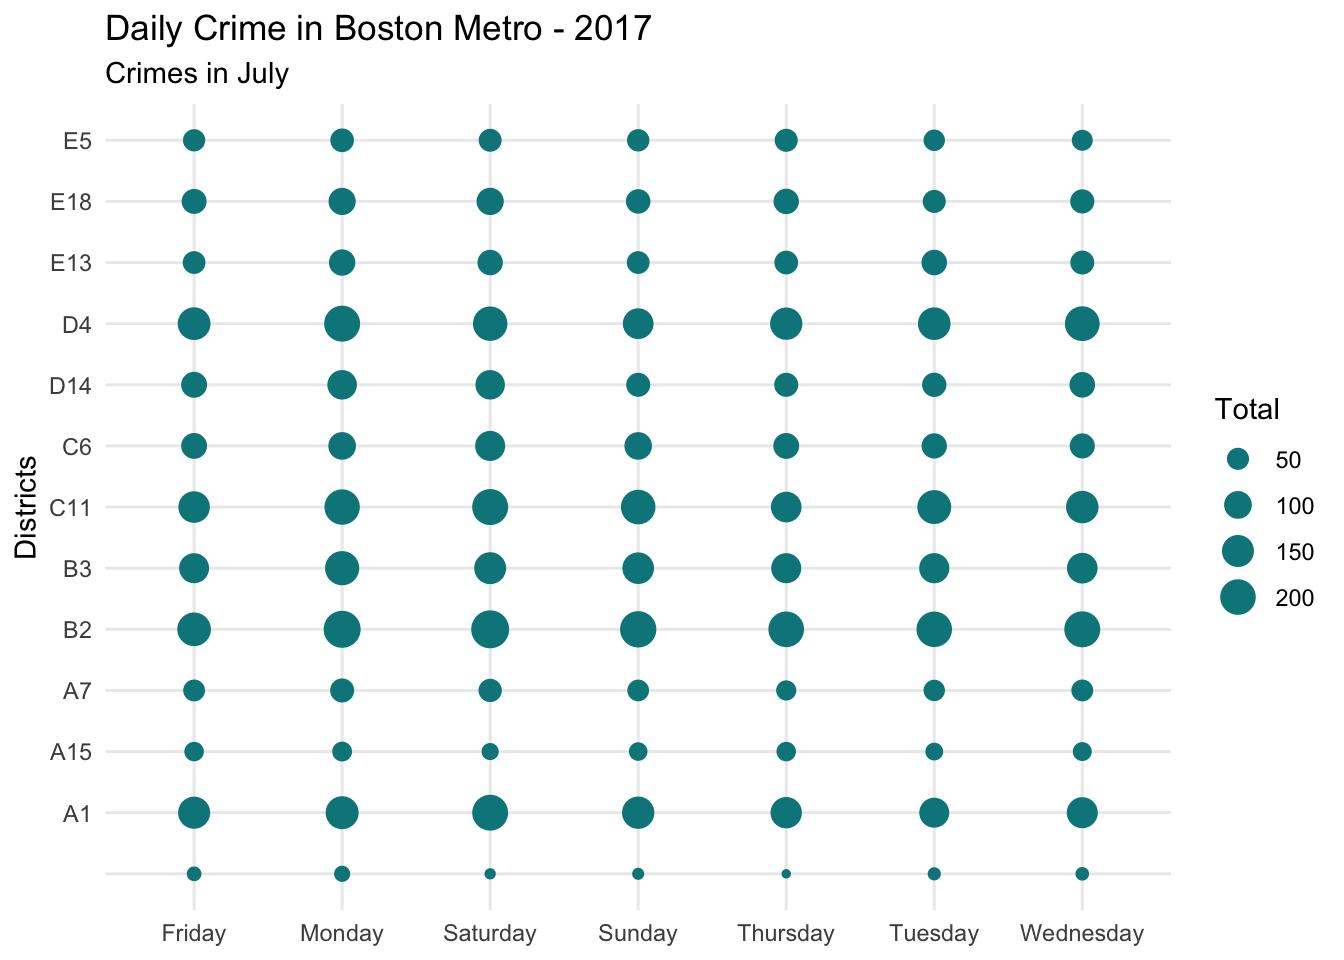 Daily Crime in Boston Metro - 2017
Crimes in July
E5
E18
E13
D4
D14
C6
C11
B3
B2
A7
A15
A1
Districts
Friday Monday Saturday Sunday Thursday Tuesday Wednesday
Total
50
100
150
200